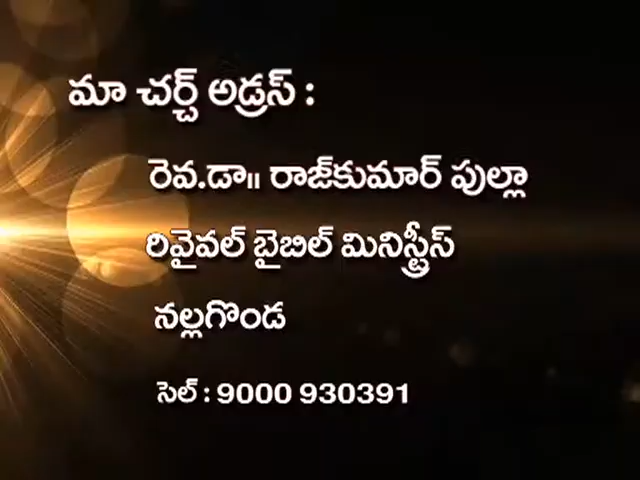 మా చర్చ్ అడ్రస్ :
రెవ.డా॥ రాజ్‌కుమార్ పుల్లా
రివైవల్ బైబిల్ మినిస్ట్రీస్
నల్లగొండ
సెల్ : 9000 930391